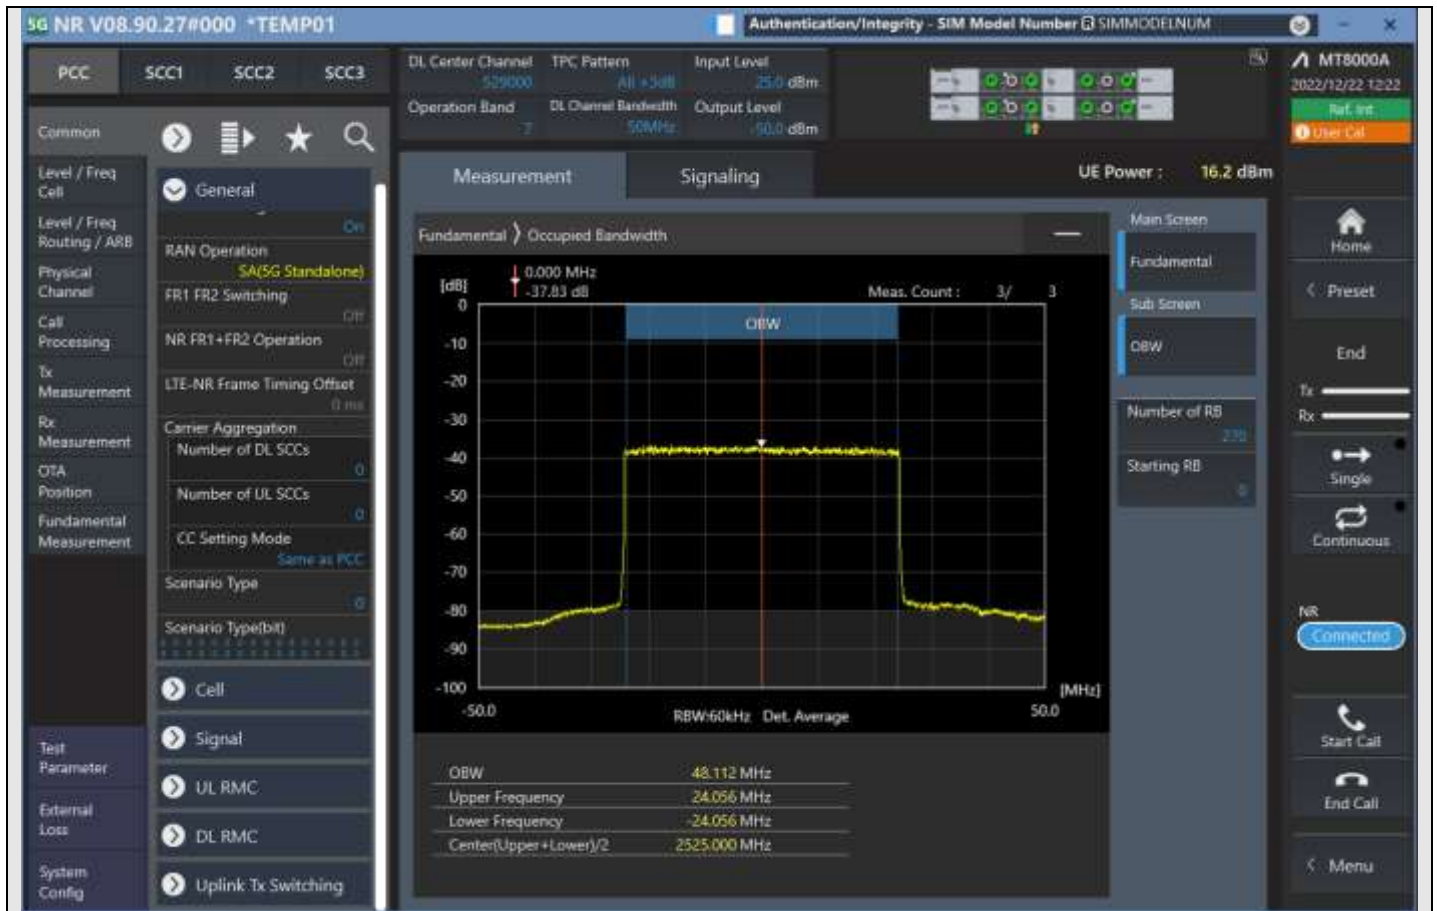 5G NR V08.90.27#000 *TEMP01
Authentication/Integrity - SIM Model Number SIMMODELNUM
PCC SCC1 SCC2 SCC3
DL Center Channel TPC Pattern Input Level
529000 All +3dB 25.0 dBm
Operation Band DL Channel Bandwidth Output Level
7 50MHz -50.0 dBm
MT8000A
2022/12/22 12:22
Ref. Int
User Cal
Common
Level / Freq
Cell
Level / Freq
Routing / ARB
Physical
Channel
Call
Processing
Tx
Measurement
Rx
Measurement
OTA
Position
Fundamental
Measurement
Test
Parameter
External
Loss
System
Config
General
On
RAN Operation
SA(5G Standalone)
FR1 FR2 Switching
Off
NR FR1+FR2 Operation
Off
LTE-NR Frame Timing Offset
0 ms
Carrier Aggregation
Number of DL SCCs
0
Number of UL SCCs
0
CC Setting Mode
Same as PCC
Scenario Type
0
Scenario Type(bit)
Cell
Signal
UL RMC
DL RMC
Uplink Tx Switching
Measurement Signaling
UE Power : 16.2 dBm
Fundamental Occupied Bandwidth
0.000 MHz
-37.83 dB
Meas. Count : 3/ 3
[dB]
OBW
0
-10
-20
-30
-40
-50
-60
-70
-80
-90
-100
[MHz]
-50.0 RBW:60kHz Det. Average 50.0
OBW 48.112 MHz
Upper Frequency 24.056 MHz
Lower Frequency -24.056 MHz
Center(Upper+Lower)/2 2525.000 MHz
Main Screen
Fundamental
Sub Screen
OBW
Number of RB
270
Starting RB
0
Home
Preset
End
Tx
Rx
Single
Continuous
NR
Connected
Start Call
End Call
Menu